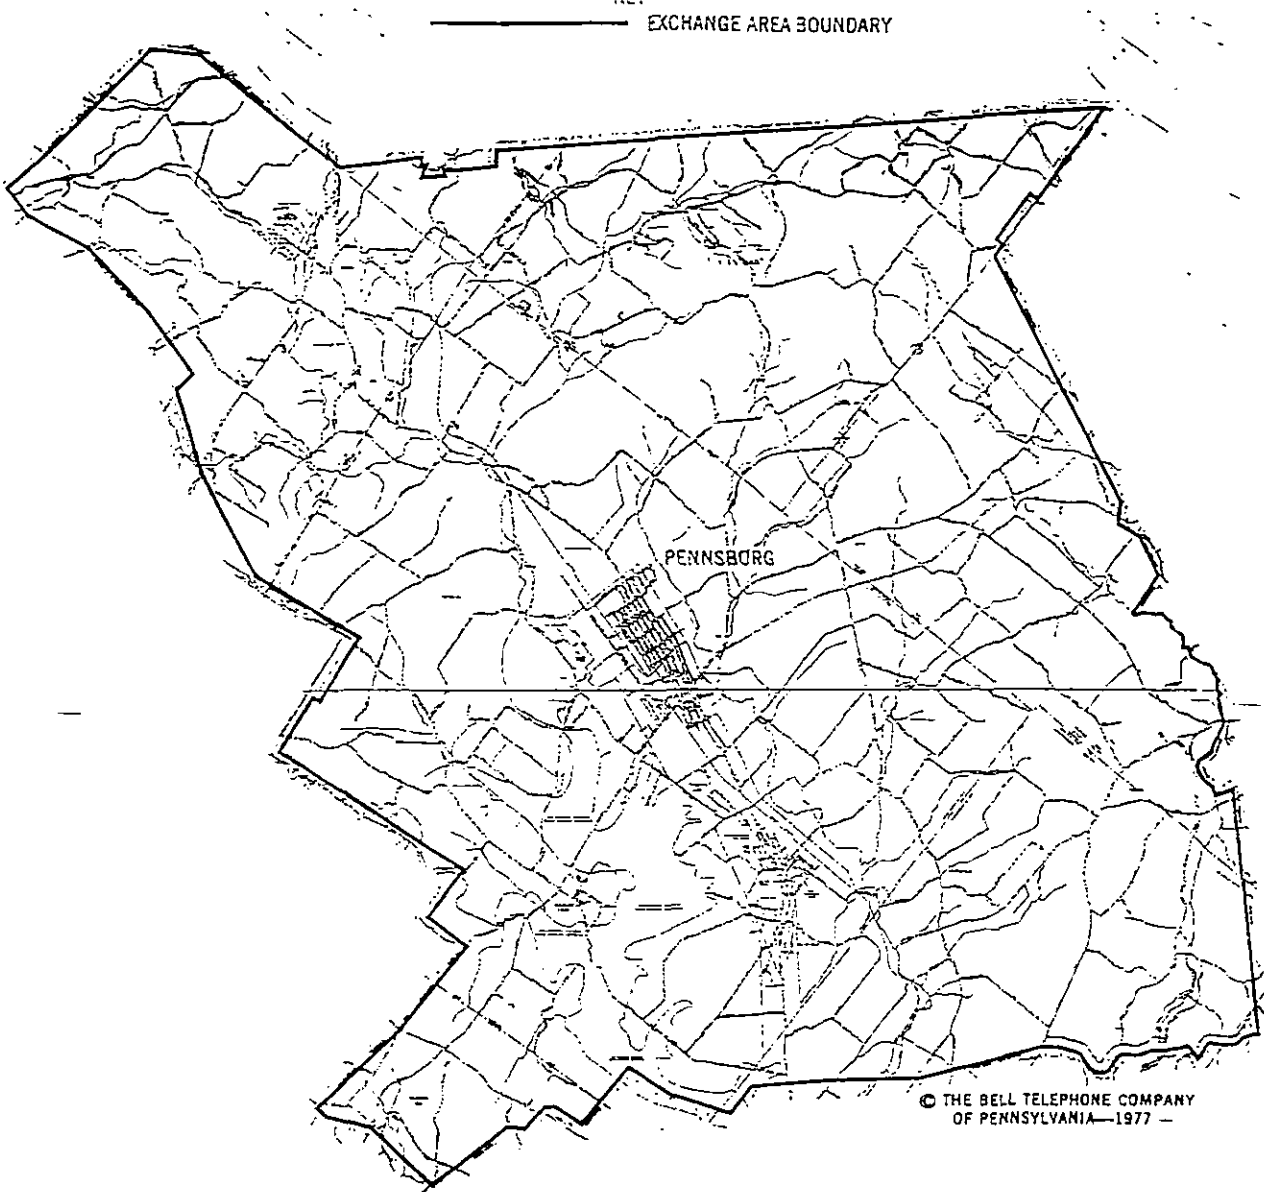 EXCHANGE AREA BOUNDARY
PENNSBURG
© THE BELL TELEPHONE COMPANY
OF PENNSYLVANIA—1977 —